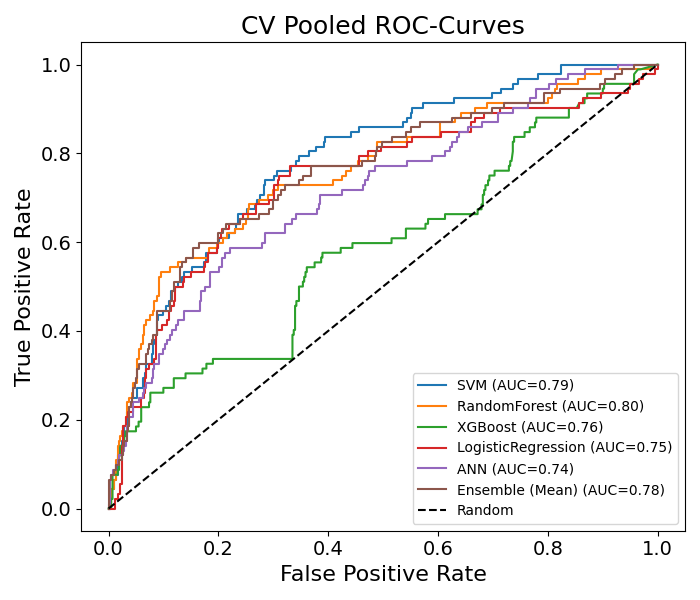 CV Pooled ROC-Curves
True Positive Rate
1.0
0.8
0.6
0.4
0.2
0.0
SVM (AUC=0.79)
RandomForest (AUC=0.80)
XGBoost (AUC=0.76)
LogisticRegression (AUC=0.75)
ANN (AUC=0.74)
Ensemble (Mean) (AUC=0.78)
Random
0.0 0.2 0.4 0.6 0.8 1.0
False Positive Rate